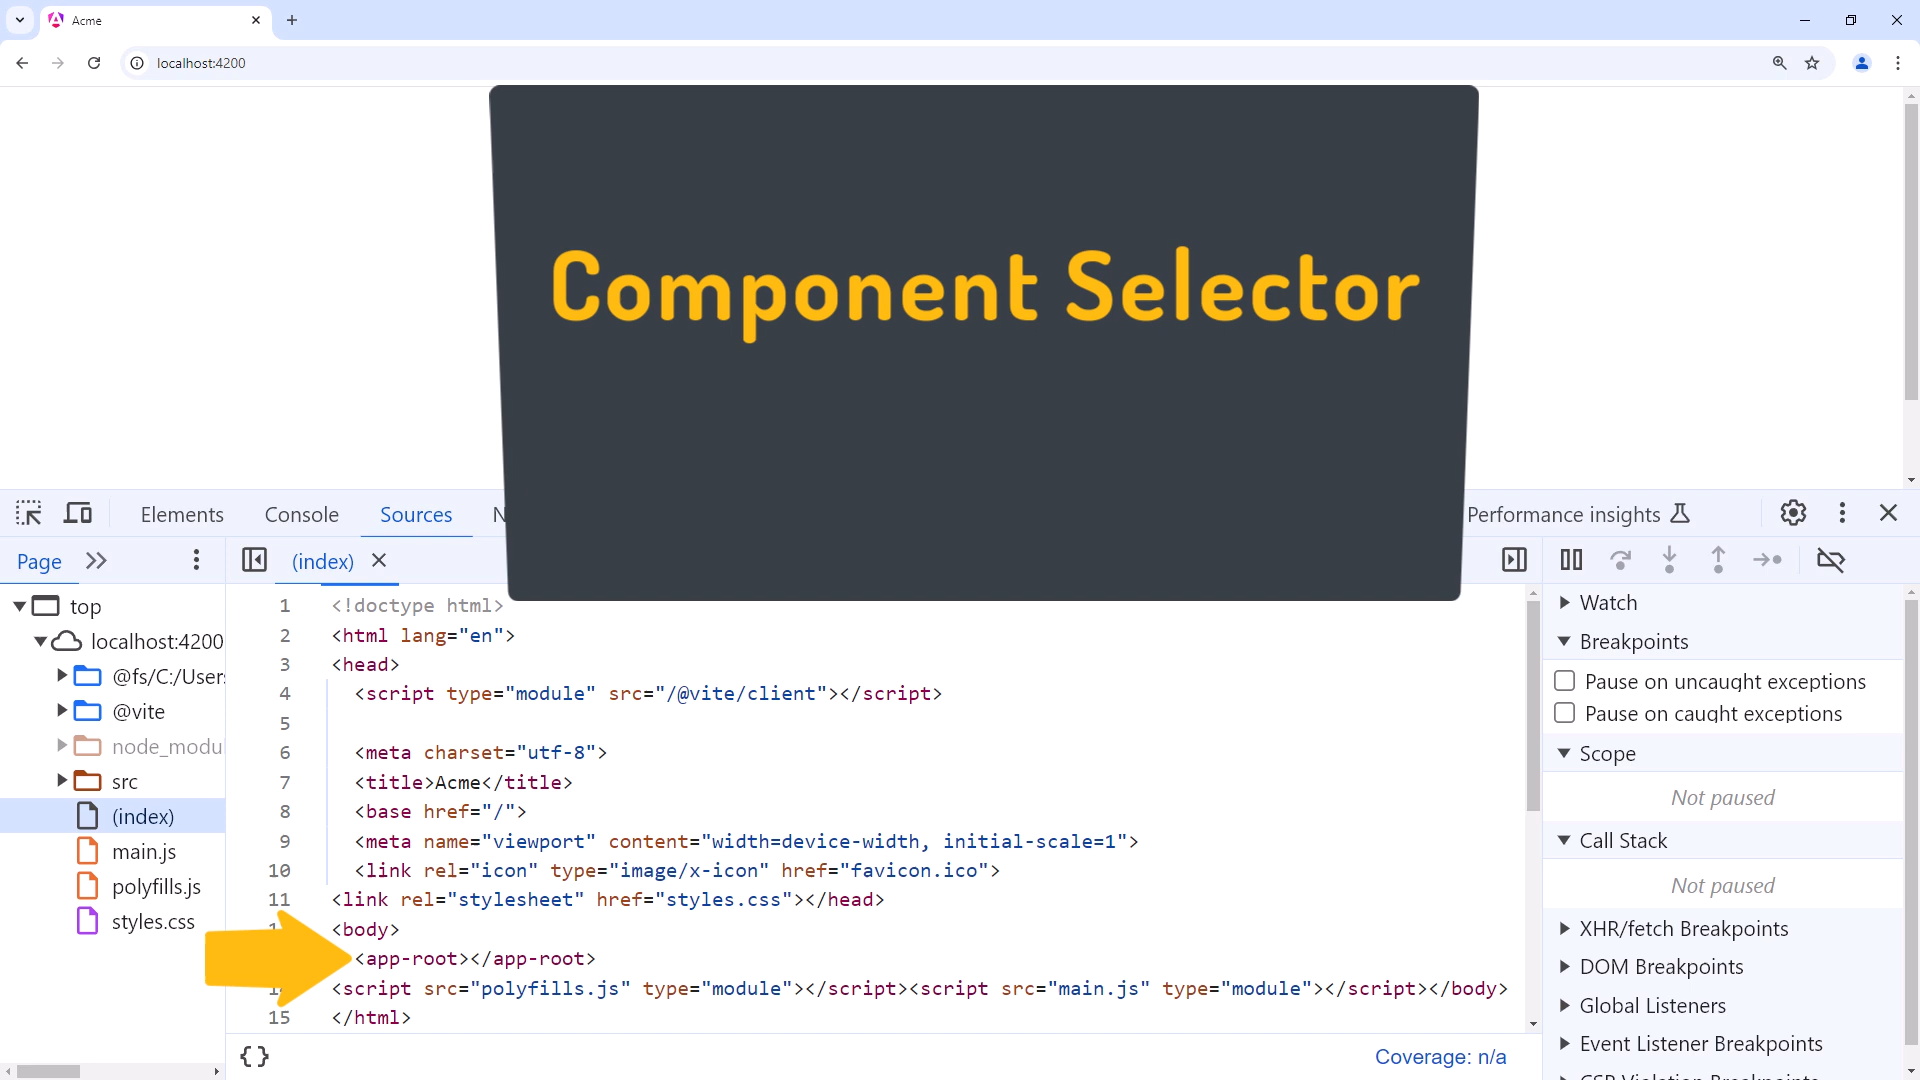 Acme
localhost:4200
Component Selector
Elements Console Sources N Performance insights
Page (index)
top
localhost:4200
@fs/C:/User
@vite
node_modu
src
(index)
main.js
polyfills.js
styles.css
1 <!doctype html>
2 <html lang="en">
3 <head>
4 <script type="module" src="/@vite/client"></script>
5
6 <meta charset="utf-8">
7 <title>Acme</title>
8 <base href="/">
9 <meta name="viewport" content="width=device-width, initial-scale=1">
10 <link rel="icon" type="image/x-icon" href="favicon.ico">
11 <link rel="stylesheet" href="styles.css"></head>
<body>
<app-root></app-root>
<script src="polyfills.js" type="module"></script><script src="main.js" type="module"></script></body>
15 </html>
{} Coverage: n/a
Watch
Breakpoints
Pause on uncaught exceptions
Pause on caught exceptions
Scope
Not paused
Call Stack
Not paused
XHR/fetch Breakpoints
DOM Breakpoints
Global Listeners
Event Listener Breakpoints